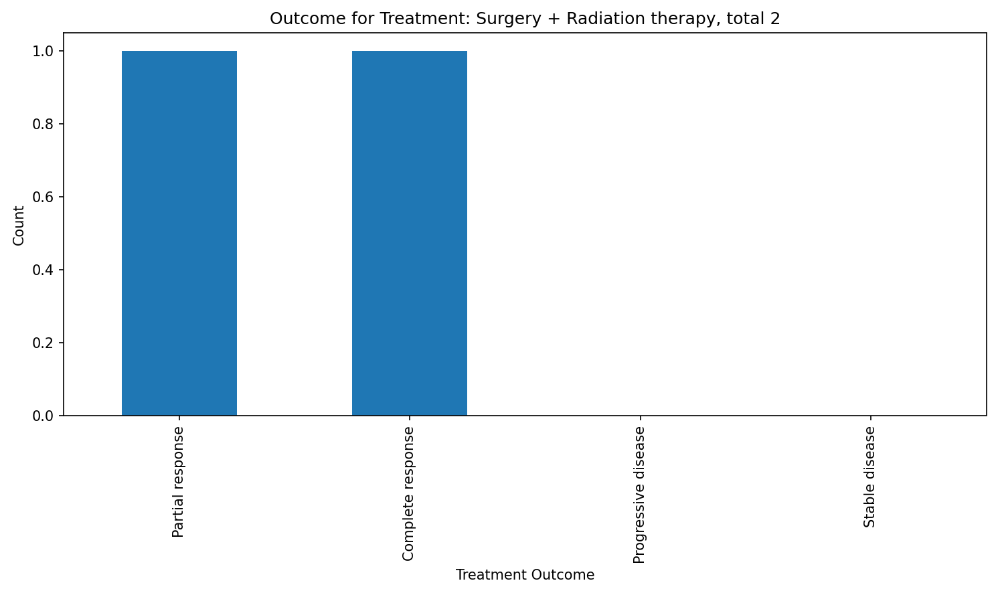 Outcome for Treatment: Surgery + Radiation therapy, total 2
1.0
0.8
0.6
0.4
0.2
0.0
Count
Partial response
Complete response
Progressive disease
Stable disease
Treatment Outcome